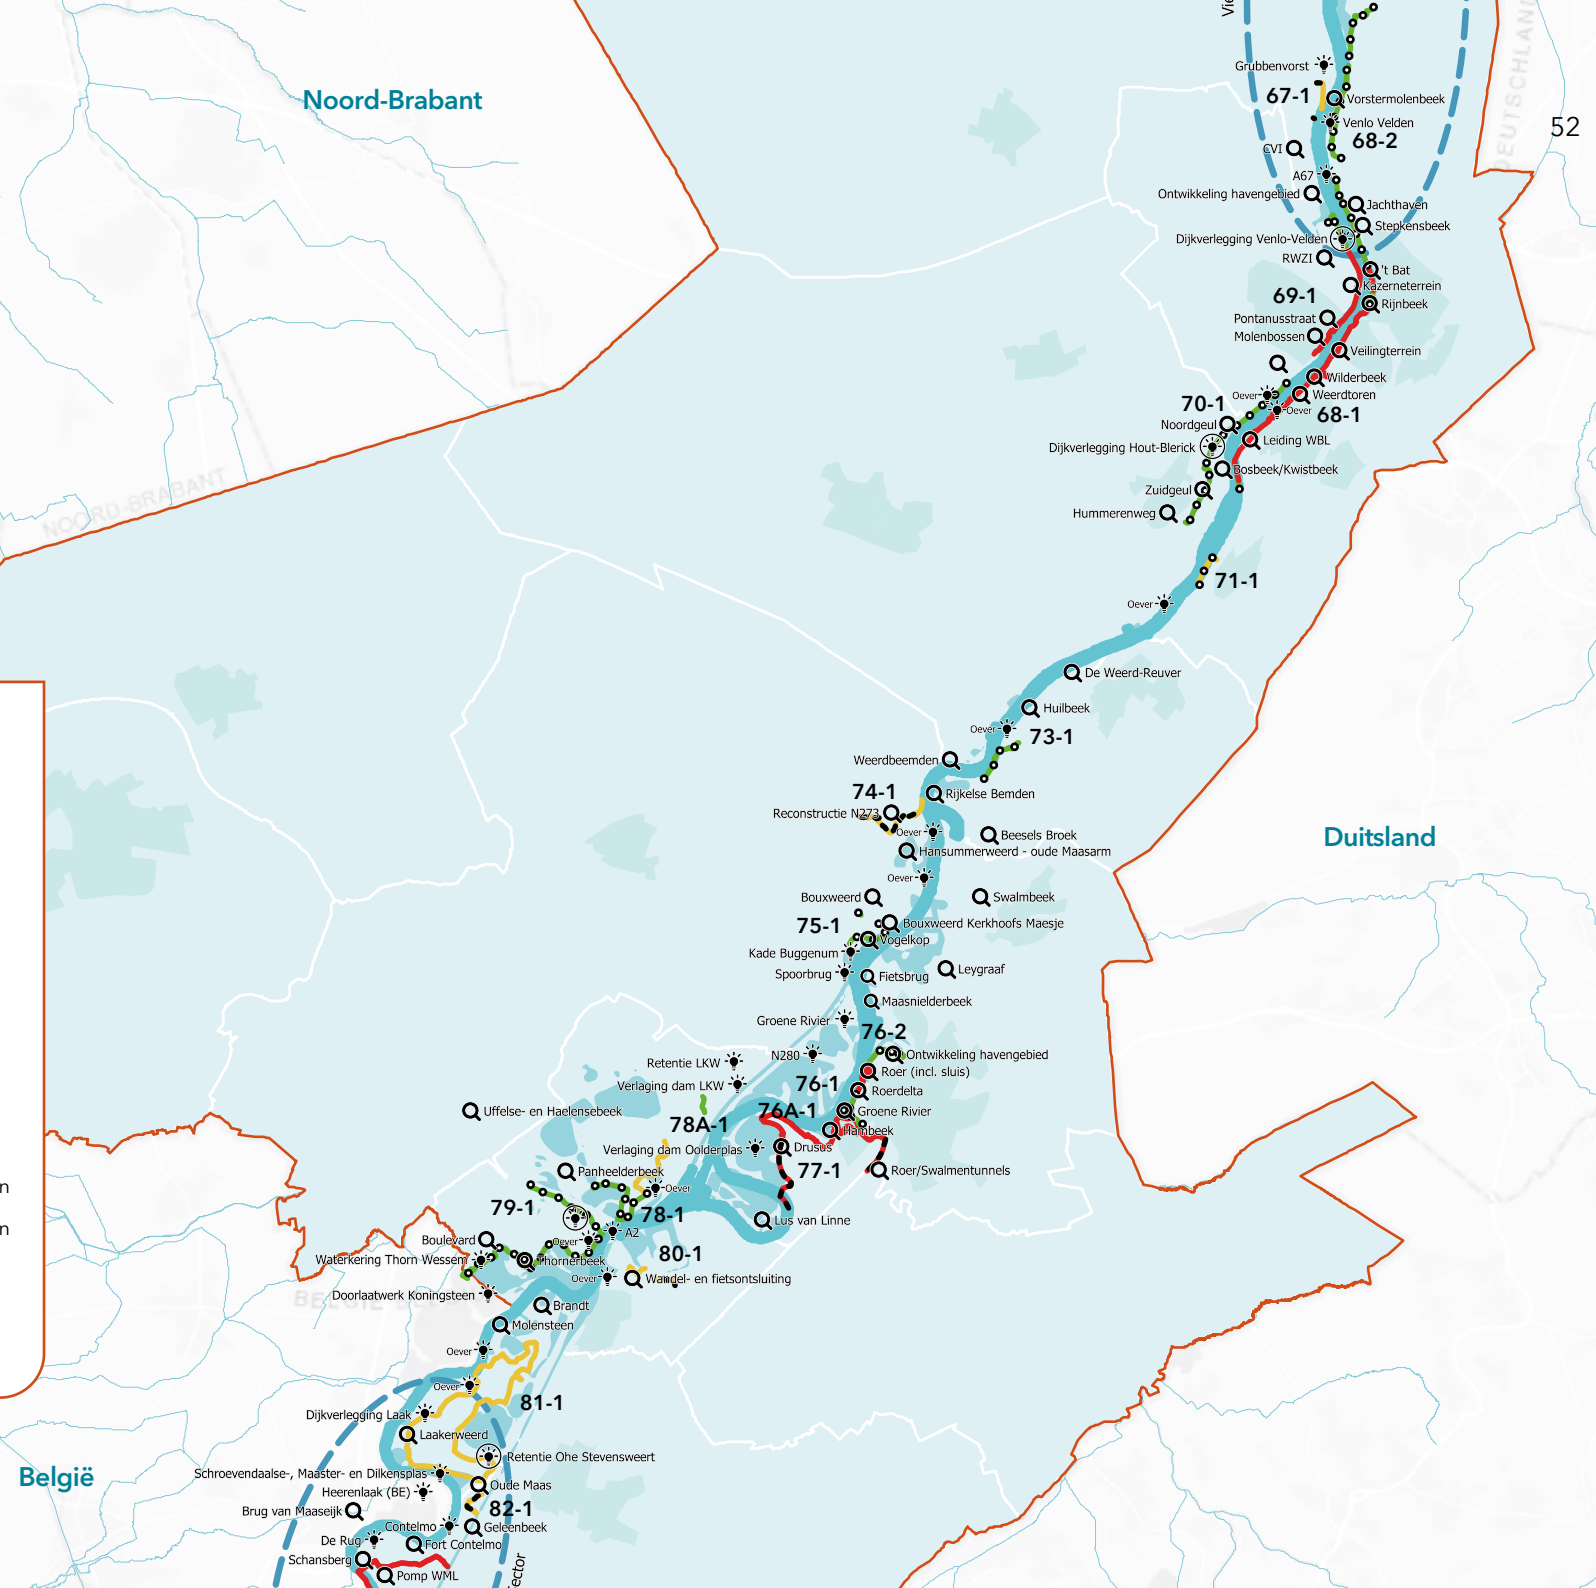 Vie
Noord-Brabant
Grubbenvorst
67-1
Vorstermolenbeek
Venlo Velden
68-2
52
DEUTSCHLAND
CVI
A67
Ontwikkeling havengebied
Jachthaven
Stepkensbeek
Dijkverlegging Venlo-Velden
RWZI
't Bat
Kazerneterrein
69-1
Rijnbeek
Pontanusstraat
Molenbossen
Veilingterrein
Wilderbeek
Oever
Weerdtoren
70-1
Oever
68-1
Noordgeul
Leiding WBL
Dijkverlegging Hout-Blerick
Bosbeek/Kwistbeek
Zuidgeul
NOORD-BRABANT
Hummerenweg
71-1
Oever
De Weerd-Reuver
Huilbeek
Oever
73-1
Weerdbeemden
74-1
Rijkelse Bemden
Reconstructie N273
Oever
Beesels Broek
Duitsland
Hansummerweerd - oude Maasarm
Oever
Bouxweerd
Swalmbeek
75-1
Bouxweerd Kerkhoofs Maesje
Vogelkop
Kade Buggenum
Spoorbrug
Fietsbrug
Leygraaf
Maasnielderbeek
Groene Rivier
76-2
N280
Ontwikkeling havengebied
Retentie LKW
Roer (incl. sluis)
Verlaging dam LKW
76-1
Roerdelta
Uffelse- en Haelensebeek
76A-1
Groene Rivier
78A-1
Hambeek
Verlaging dam Oolderplas
Drusus
Panheelderbeek
77-1
Roer/Swalmentunnels
n
Oever
79-1
78-1
Lus van Linne
n
A2
Boulevard
Oever
80-1
Waterkering Thorn Wessem
Thornerbeek
Oever
Wandel- en fietsontsluiting
Doorlaatwerk Koningsteen
Brandt
Molensteen
Oever
Oever
81-1
Dijkverlegging Laak
Laakerweerd
Retentie Ohe Stevensweert
België
Schroevendaalse-, Maaster- en Dilkensplas
Oude Maas
Heerenlaak (BE)
82-1
Brug van Maaseijk
Contelmo
Geleenbeek
De Rug
Fort Contelmo
Schansberg
Pomp WML
ector